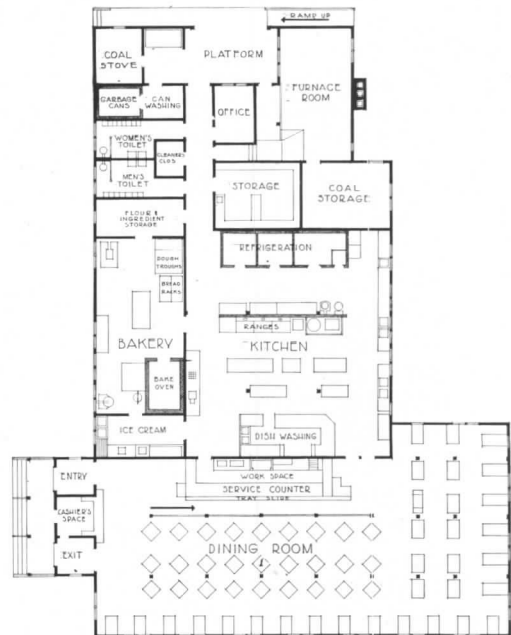 RAMP UP
COAL
STOVE
PLATFORM
FURNACE
ROOM
GARBAGE
CANS
CAN
WASHING
OFFICE
WOMEN'S
TOILET
CLEANERS
CLOS.
MEN'S
TOILET
STORAGE
COAL
STORAGE
FLOUR &
INGREDIENT
STORAGE
REFRIGERATION
DOUGH
TROUGHS
BREAD
RACKS
RANGES
BAKERY
KITCHEN
BAKE
OVEN
ICE CREAM
DISH WASHING
ENTRY
WORK SPACE
SERVICE COUNTER
TRAY SLIDE
CASHIER'S
SPACE
EXIT
DINING ROOM